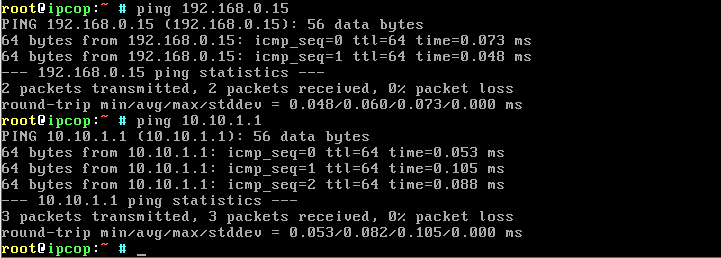 root@ipcop:~ # ping 192.168.0.15
PING 192.168.0.15 (192.168.0.15): 56 data bytes
64 bytes from 192.168.0.15: icmp_seq=0 ttl=64 time=0.073 ms
64 bytes from 192.168.0.15: icmp_seq=1 ttl=64 time=0.048 ms
--- 192.168.0.15 ping statistics ---
2 packets transmitted, 2 packets received, 0% packet loss
round-trip min/avg/max/stddev = 0.048/0.060/0.073/0.000 ms
root@ipcop:~ # ping 10.10.1.1
PING 10.10.1.1 (10.10.1.1): 56 data bytes
64 bytes from 10.10.1.1: icmp_seq=0 ttl=64 time=0.053 ms
64 bytes from 10.10.1.1: icmp_seq=1 ttl=64 time=0.105 ms
64 bytes from 10.10.1.1: icmp_seq=2 ttl=64 time=0.088 ms
--- 10.10.1.1 ping statistics ---
3 packets transmitted, 3 packets received, 0% packet loss
round-trip min/avg/max/stddev = 0.053/0.082/0.105/0.000 ms
root@ipcop:~ # _